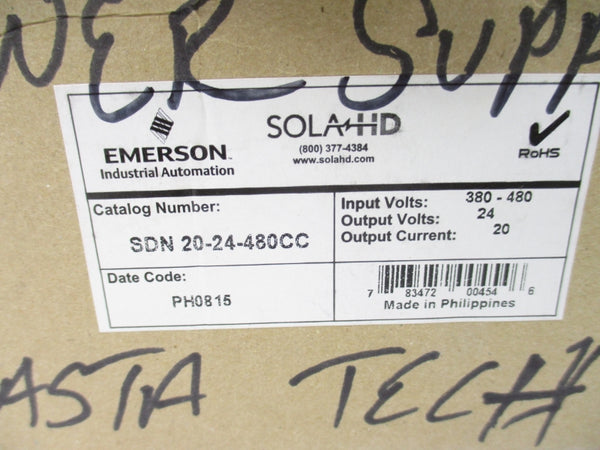 WER SUPP
EMERSON
Industrial Automation
SOLA HD
(800) 377-4384
www.solahd.com
RoHS
Catalog Number:
SDN 20-24-480CC
Input Volts: 380 - 480
Output Volts: 24
Output Current: 20
Date Code:
PH0815
7 83472 00454 6
Made in Philippines
ASTA TECH